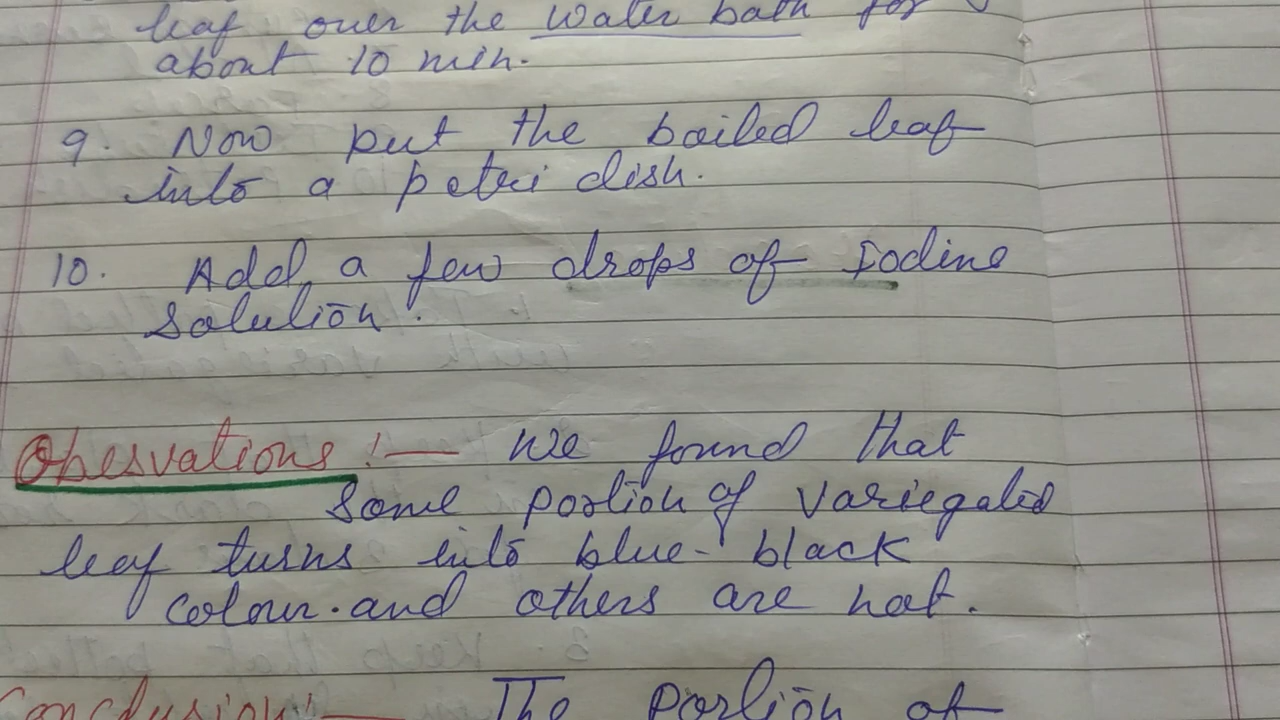 leaf over the water bath for
about 10 min.
9. Now put the boiled leaf
into a petri dish.
10. Add a few drops of Iodine
Solution.
Obesvations :- We found that
Some portion of variegated
leaf turns into blue-black
colour. and others are not.
Conclusion :- The portion of